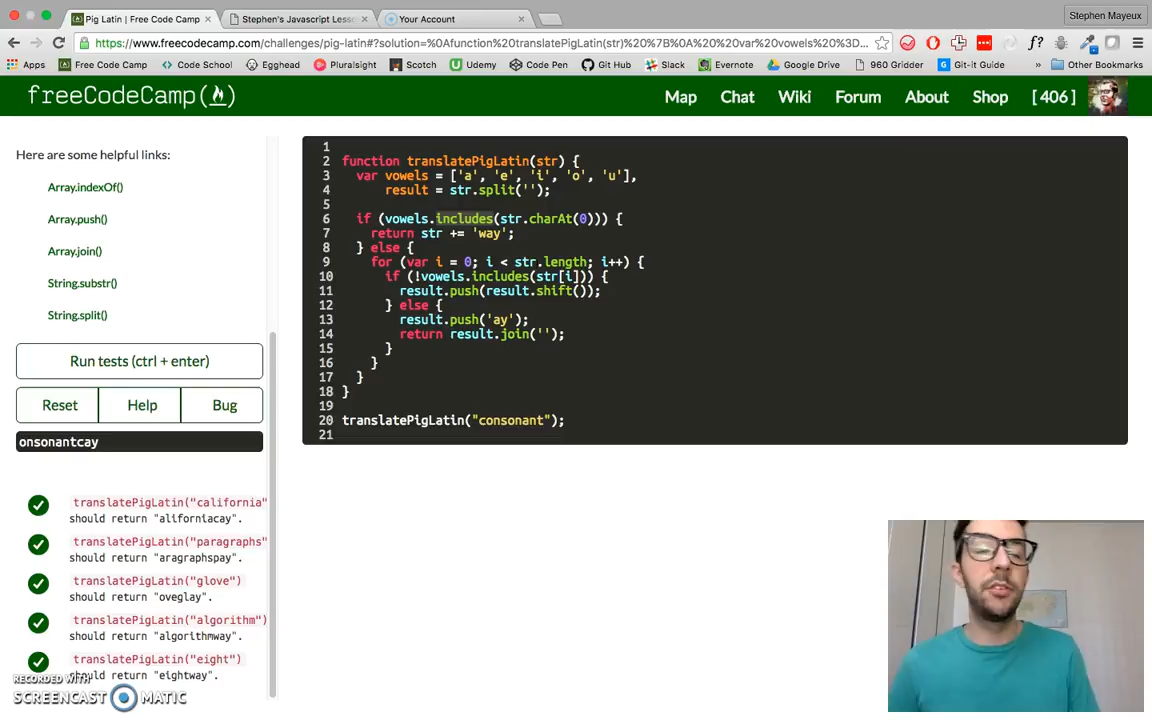 Pig Latin | Free Code Camp
Stephen's Javascript Less
Your Account
Stephen Mayeux
https://www.freecodecamp.com/challenges/pig-latin#?solution=%0Afunction%20translatePigLatin(str)%20%7B%0A%20%20var%20vowels%20%3D...
Apps
Free Code Camp
Code School
Egghead
Pluralsight
Scotch
Udemy
Code Pen
Git Hub
Slack
Evernote
Google Drive
960 Gridder
Git-it Guide
»
Other Bookmarks
freeCodeCamp
Map
Chat
Wiki
Forum
About
Shop
[ 406 ]
Here are some helpful links:
Array.indexOf()
Array.push()
Array.join()
String.substr()
String.split()
Run tests (ctrl + enter)
Reset
Help
Bug
onsonantcay
translatePigLatin("california"
should return "aliforniacay".
translatePigLatin("paragraphs"
should return "aragraphspay".
translatePigLatin("glove")
should return "oveglay".
translatePigLatin("algorithm")
should return "algorithmway".
translatePigLatin("eight")
should return "eightway".
1
2 function translatePigLatin(str) {
3 var vowels = ['a', 'e', 'i', 'o', 'u'],
4 result = str.split('');
5
6 if (vowels.includes(str.charAt(0))) {
7 return str += 'way';
8 } else {
9 for (var i = 0; i < str.length; i++) {
10 if (!vowels.includes(str[i])) {
11 result.push(result.shift());
12 } else {
13 result.push('ay');
14 return result.join('');
15 }
16 }
17 }
18 }
19
20 translatePigLatin("consonant");
21
RECORDED WITH
SCREENCAST MATIC